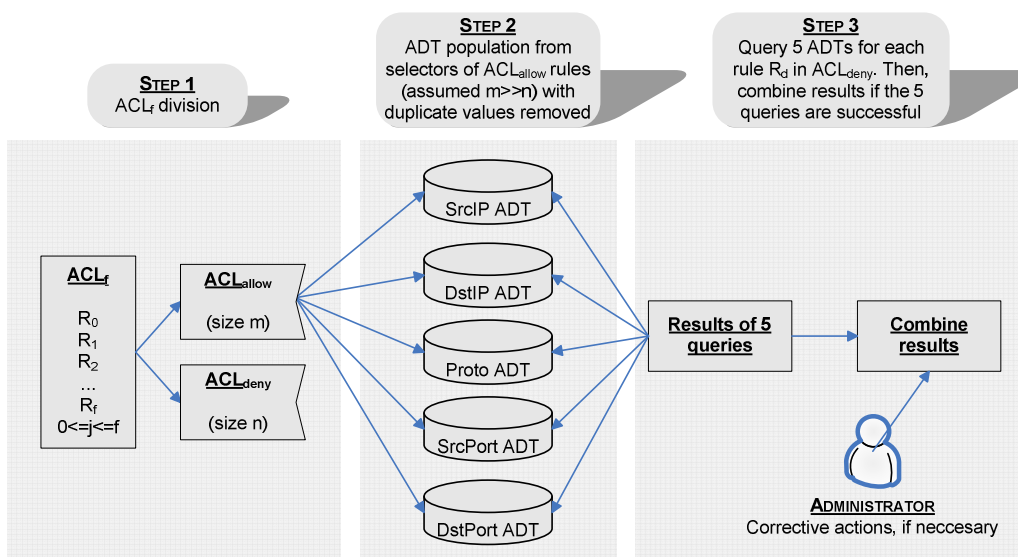 STEP 1
ACLf division
STEP 2
ADT population from
selectors of ACLallow rules
(assumed m>>n) with
duplicate values removed
STEP 3
Query 5 ADTs for each
rule Rd in ACLdeny. Then,
combine results if the 5
queries are successful
ACLf
R0
R1
R2
...
Rf
0<=j<=f
ACLallow
(size m)
ACLdeny
(size n)
SrcIP ADT
DstIP ADT
Proto ADT
SrcPort ADT
DstPort ADT
Results of 5
queries
Combine
results
ADMINISTRATOR
Corrective actions, if neccesary